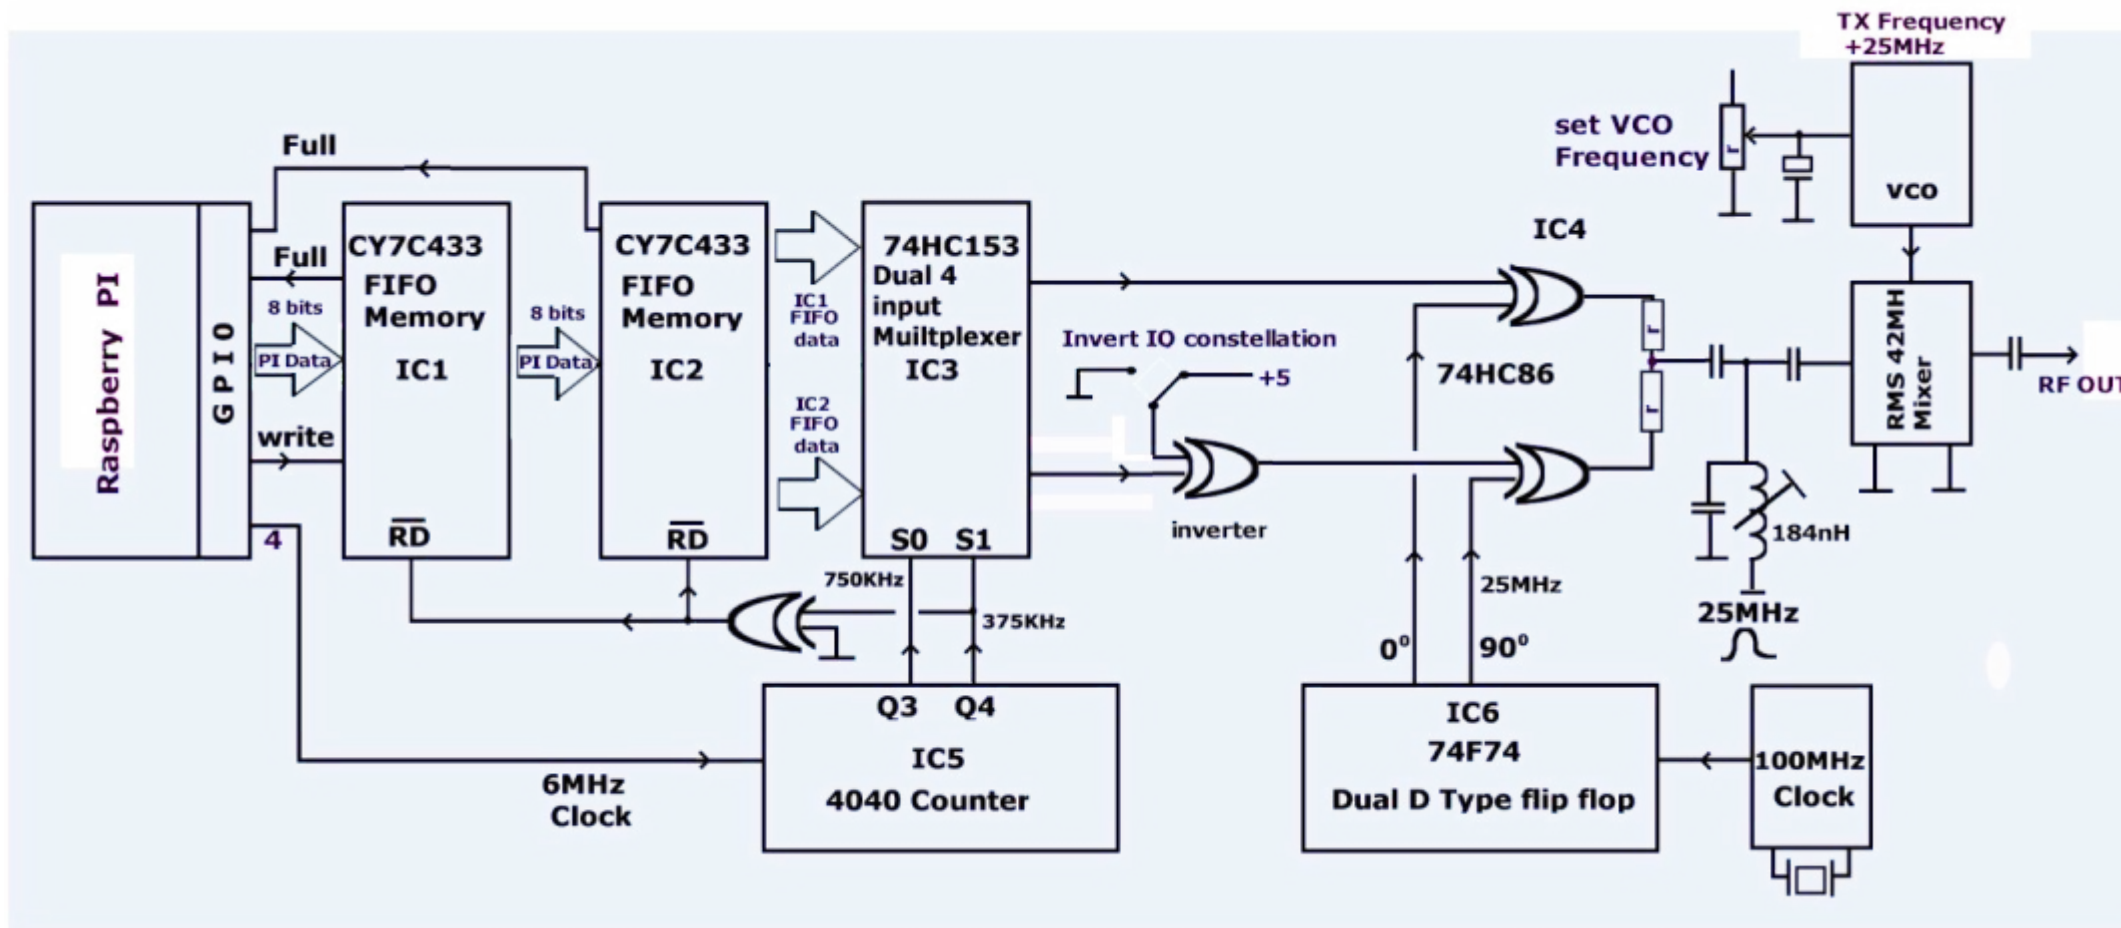 TX Frequency
+25MHz
set VCO
Frequency
r
vco
Full
Full
Raspberry PI
GPIO
8 bits
PI Data
write
4
CY7C433
FIFO
Memory
IC1
RD
8 bits
PI Data
CY7C433
FIFO
Memory
IC2
RD
IC1
FIFO
data
IC2
FIFO
data
74HC153
Dual 4
input
Muiltplexer
IC3
S0 S1
Invert IO constellation
+5
inverter
IC4
74HC86
r
r
RMS 42MH
Mixer
RF OUT
184nH
25MHz
750KHz
375KHz
25MHz
0⁰
90⁰
Q3 Q4
IC5
4040 Counter
6MHz
Clock
IC6
74F74
Dual D Type flip flop
100MHz
Clock